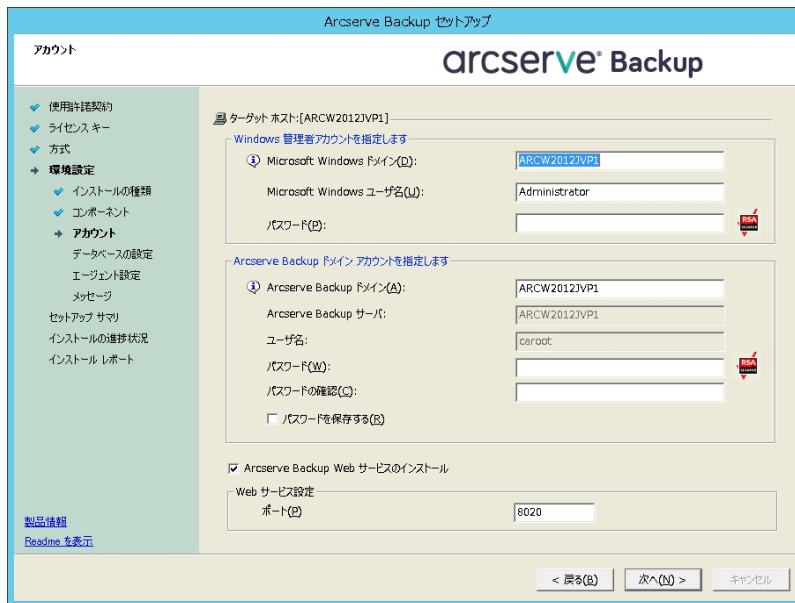 Arcserve Backup セットアップ
アカウント
arcserve® Backup
使用許諾契約
ライセンス キー
方式
環境設定
インストールの種類
コンポーネント
アカウント
データベースの設定
エージェント設定
メッセージ
セットアップ サマリ
インストールの進捗状況
インストール レポート
製品情報
Readme を表示
ターゲット ホスト:[ARCW2012JVP1]
Windows 管理者アカウントを指定します
Microsoft Windows ドメイン(D): ARCW2012JVP1
Microsoft Windows ユーザ名(U): Administrator
パスワード(P): RSA
Arcserve Backup ドメイン アカウントを指定します
Arcserve Backup ドメイン(A): ARCW2012JVP1
Arcserve Backup サーバ: ARCW2012JVP1
ユーザ名: caroot
パスワード(W): RSA
パスワードの確認(C):
パスワードを保存する(R)
Arcserve Backup Web サービスのインストール
Web サービス設定
ポート(P) 8020
< 戻る(B) 次へ(N) > キャンセル